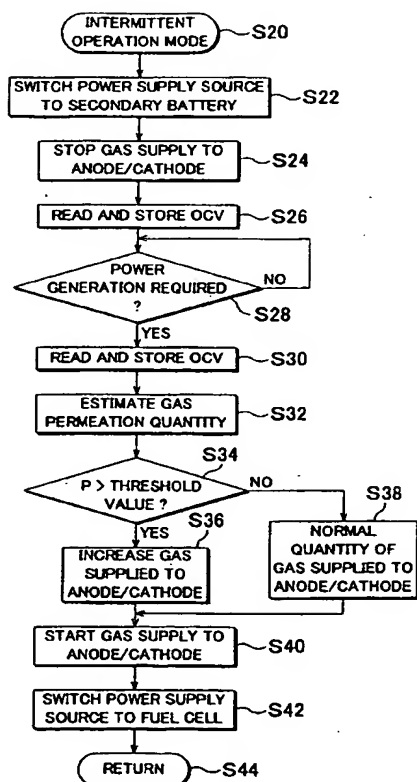 INTERMITTENT
OPERATION MODE
S20
SWITCH POWER SUPPLY SOURCE
TO SECONDARY BATTERY
S22
STOP GAS SUPPLY TO
ANODE/CATHODE
S24
READ AND STORE OCV
S26
POWER
GENERATION REQUIRED
?
NO
S28
YES
READ AND STORE OCV
S30
ESTIMATE GAS
PERMEATION QUANTITY
S32
S34
P > THRESHOLD
VALUE ?
NO
YES
S36
INCREASE GAS
SUPPLIED TO
ANODE/CATHODE
S38
NORMAL
QUANTITY OF
GAS SUPPLIED TO
ANODE/CATHODE
START GAS SUPPLY TO
ANODE/CATHODE
S40
SWITCH POWER SUPPLY
SOURCE TO FUEL CELL
S42
RETURN
S44